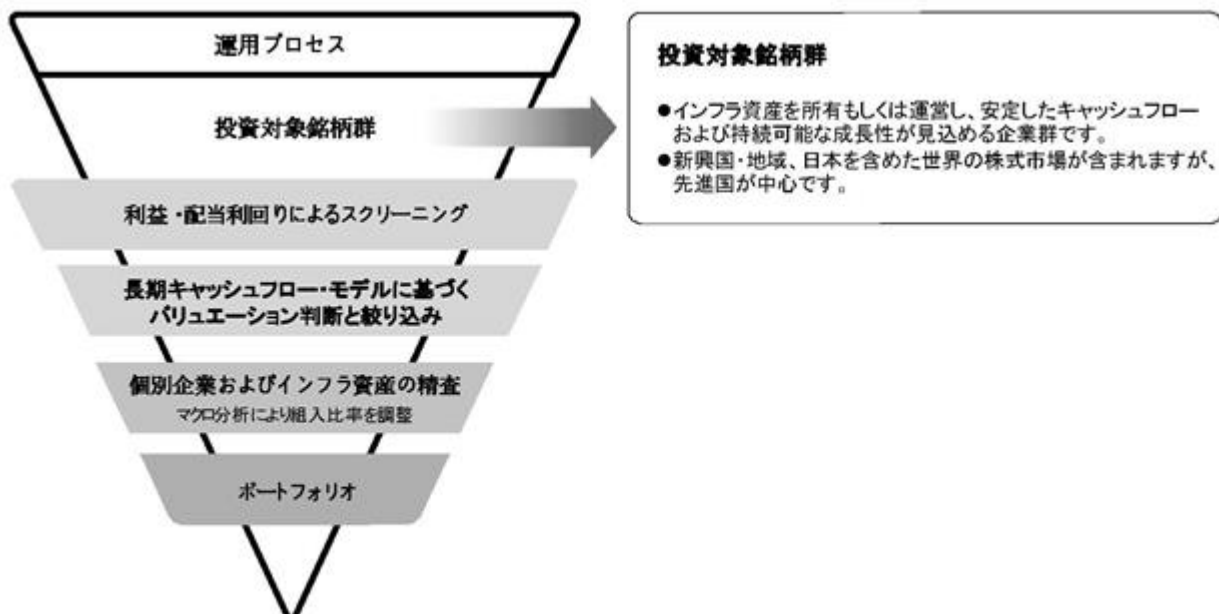 運用プロセス
投資対象銘柄群
利益・配当利回りによるスクリーニング
長期キャッシュフロー・モデルに基づく
バリュエーション判断と絞り込み
個別企業およびインフラ資産の精査
マクロ分析により組入比率を調整
ポートフォリオ
投資対象銘柄群
●インフラ資産を所有もしくは運営し、安定したキャッシュフロー
および持続可能な成長性が見込める企業群です。
●新興国・地域、日本を含めた世界の株式市場が含まれますが、
先進国が中心です。